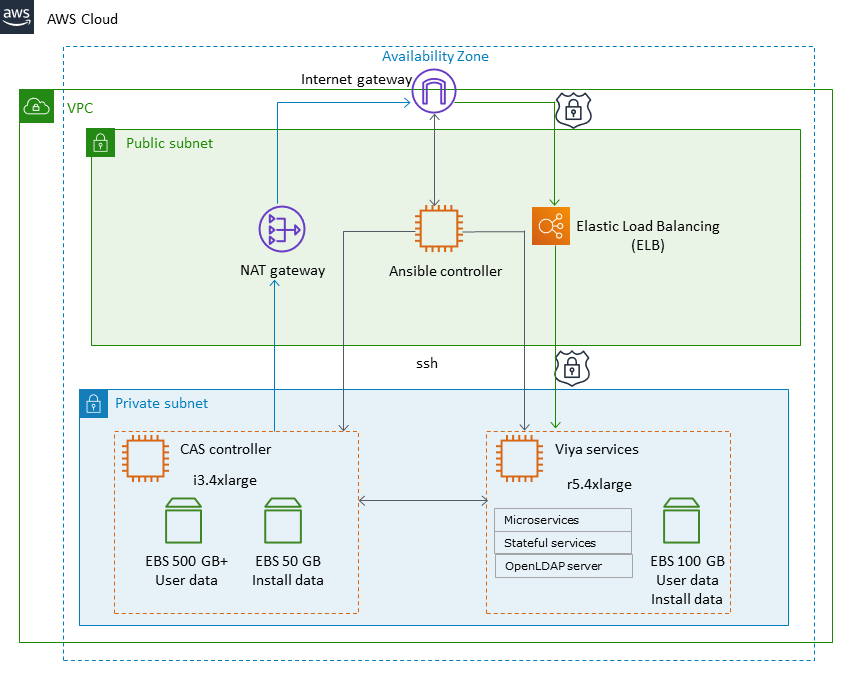 aws
AWS Cloud
Availability Zone
Internet gateway
VPC
Public subnet
Elastic Load Balancing
(ELB)
NAT gateway
Ansible controller
ssh
Private subnet
CAS controller
i3.4xlarge
EBS 500 GB+
User data
EBS 50 GB
Install data
Viya services
r5.4xlarge
Microservices
Stateful services
OpenLDAP server
EBS 100 GB
User data
Install data